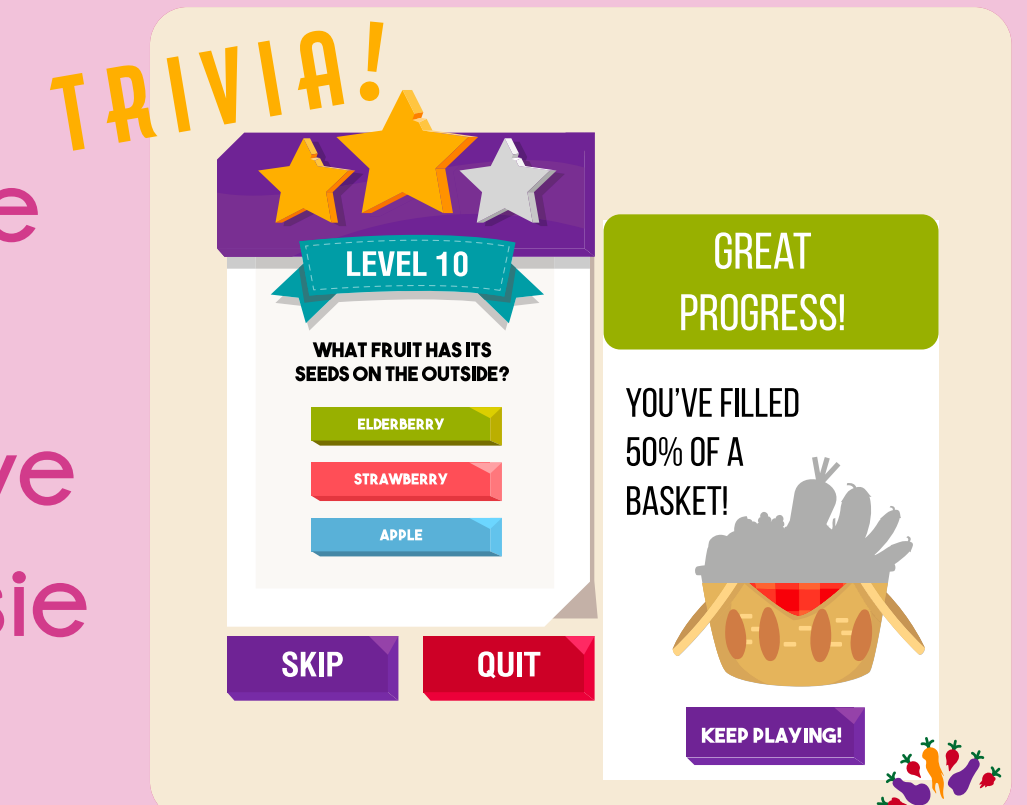 TRIVIA!
LEVEL 10
WHAT FRUIT HAS ITS
SEEDS ON THE OUTSIDE?
ELDERBERRY
STRAWBERRY
APPLE
SKIP
QUIT
GREAT
PROGRESS!
YOU'VE FILLED
50% OF A
BASKET!
KEEP PLAYING!